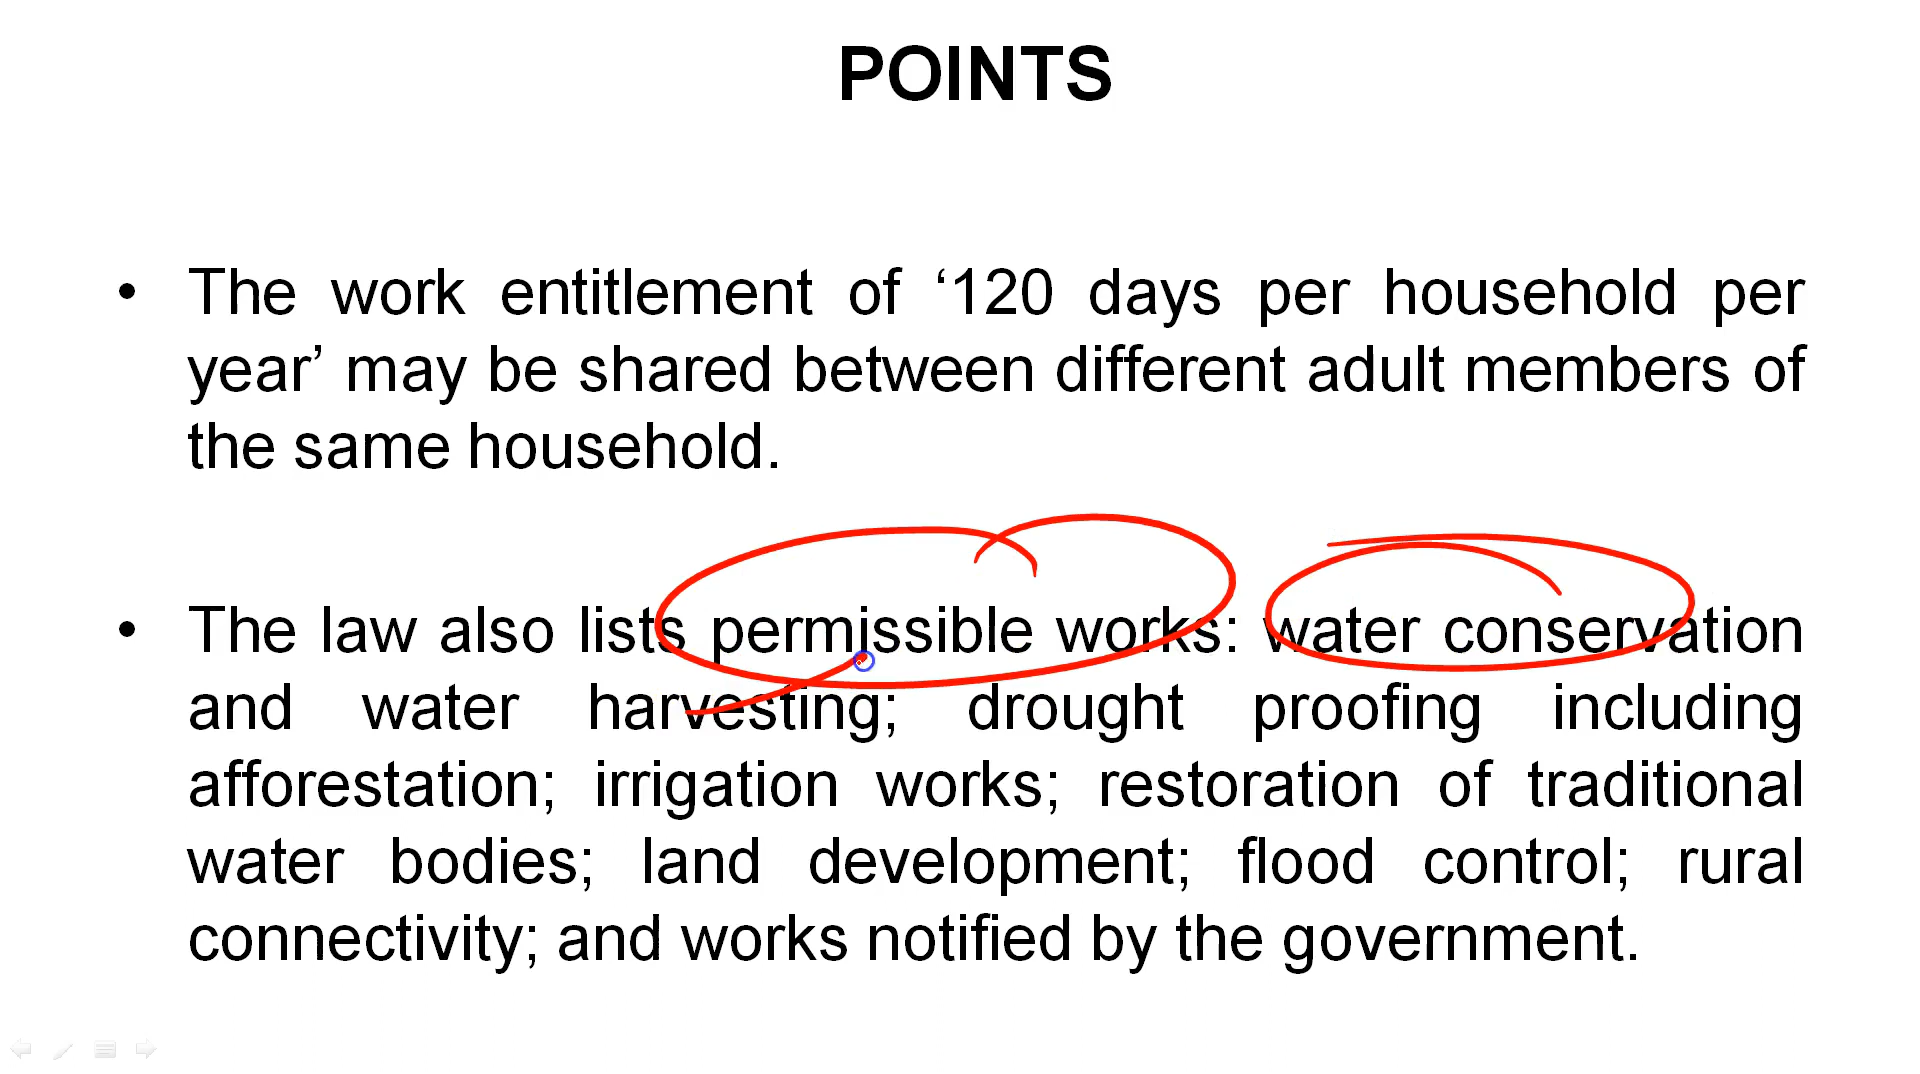 POINTS
• The work entitlement of ‘120 days per household per
year’ may be shared between different adult members of
the same household.
• The law also lists permissible works: water conservation
and water harvesting; drought proofing including
afforestation; irrigation works; restoration of traditional
water bodies; land development; flood control; rural
connectivity; and works notified by the government.